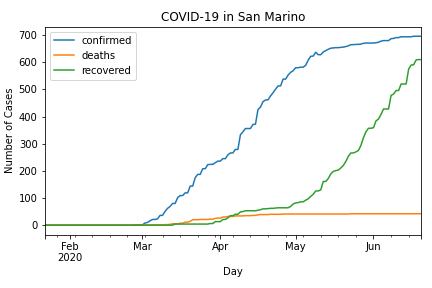 COVID-19 in San Marino
700
600
500
400
300
200
100
0
Number of Cases
confirmed
deaths
recovered
Feb
2020
Mar
Apr
May
Jun
Day